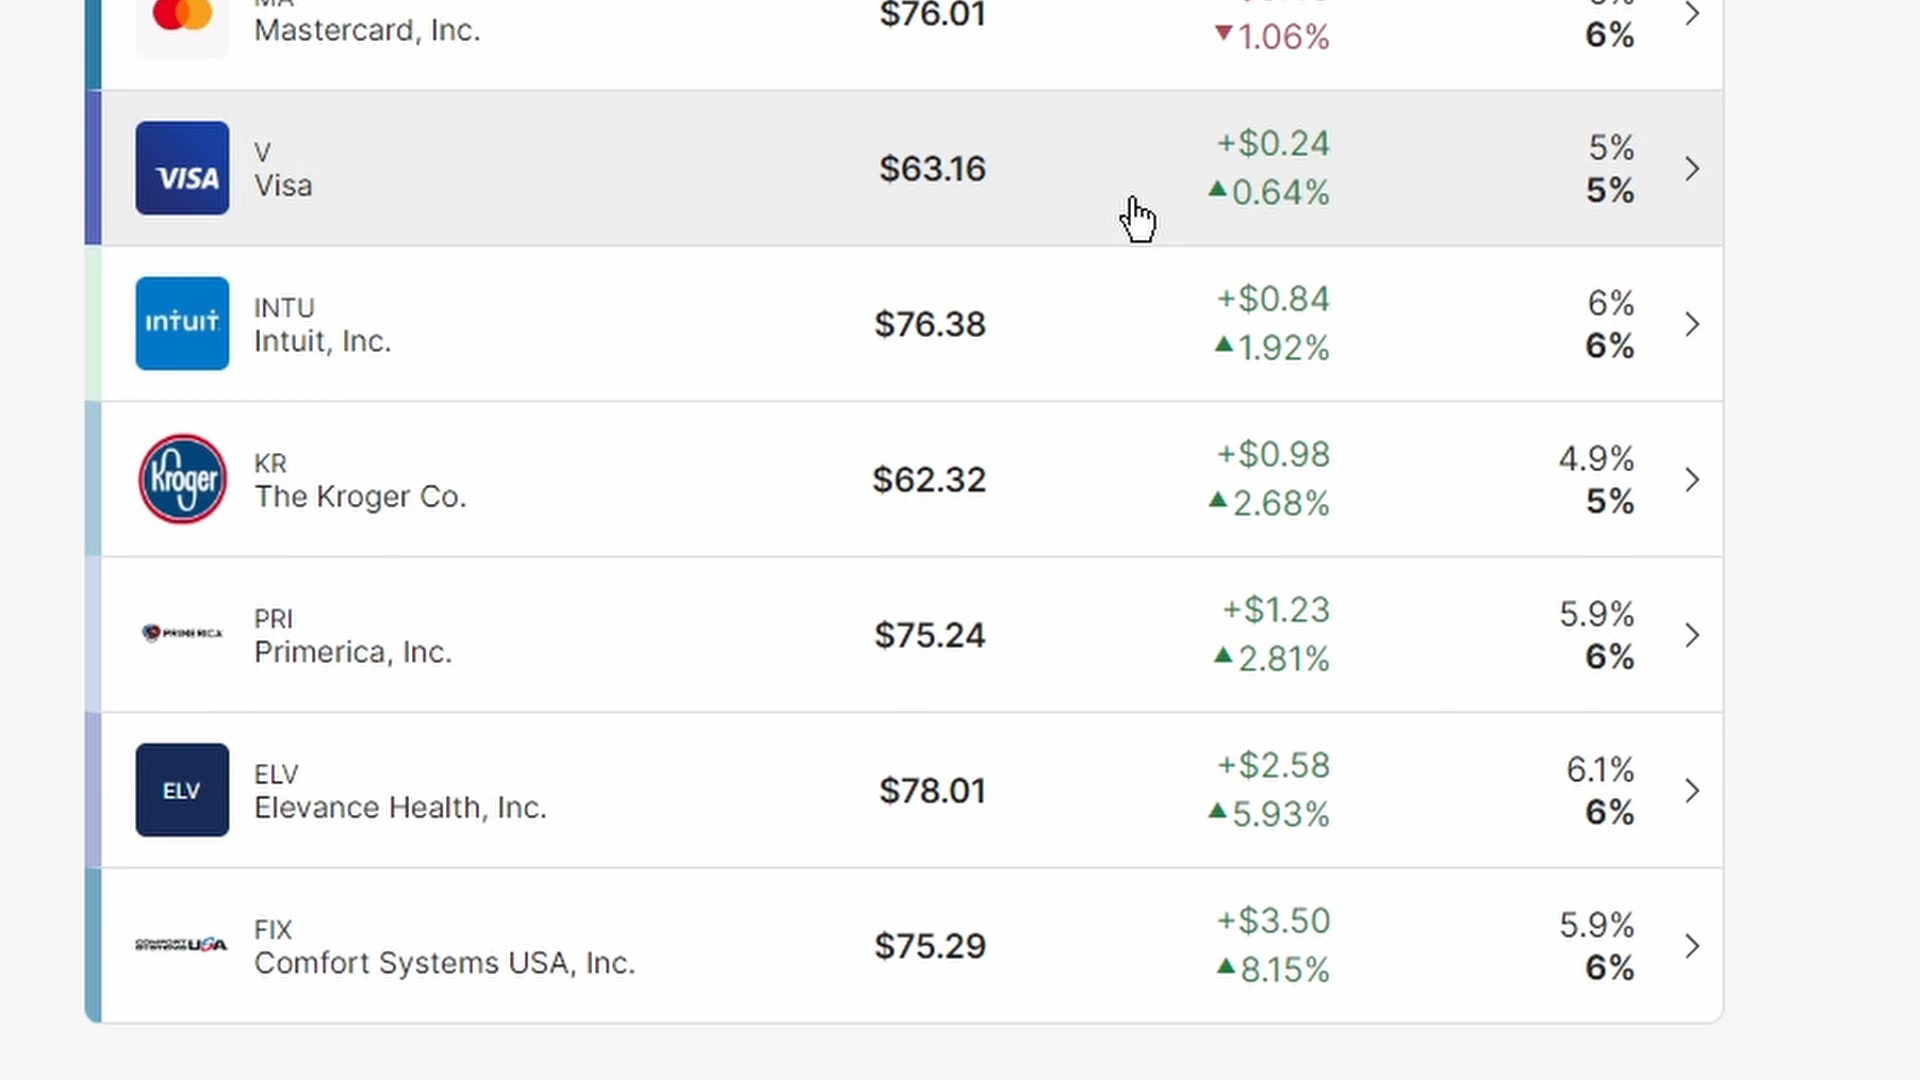 Mastercard, Inc.
$76.01
▼1.06%
6%
VISA
V
Visa
$63.16
+$0.24
▲0.64%
5%
5%
intuit
INTU
Intuit, Inc.
$76.38
+$0.84
▲1.92%
6%
6%
Kroger
KR
The Kroger Co.
$62.32
+$0.98
▲2.68%
4.9%
5%
PRIMERICA
PRI
Primerica, Inc.
$75.24
+$1.23
▲2.81%
5.9%
6%
ELV
ELV
Elevance Health, Inc.
$78.01
+$2.58
▲5.93%
6.1%
6%
COMFORT SYSTEMS USA
FIX
Comfort Systems USA, Inc.
$75.29
+$3.50
▲8.15%
5.9%
6%